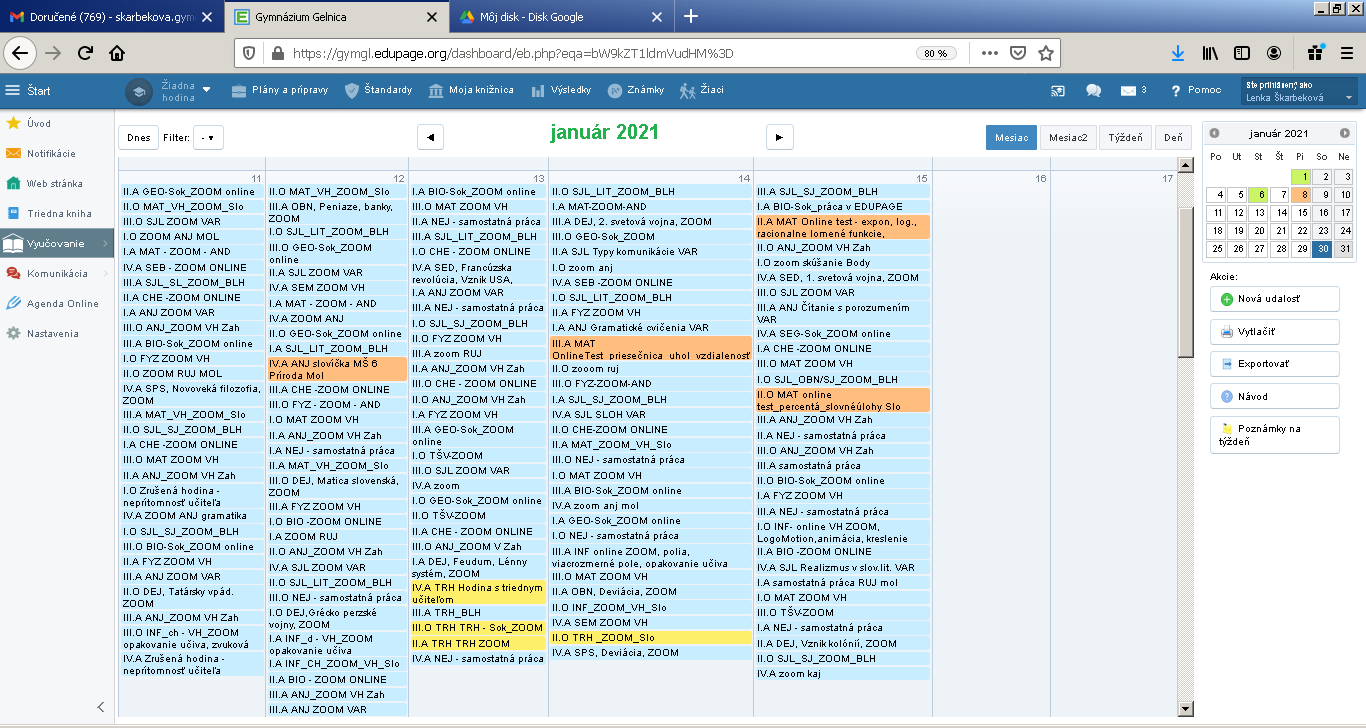 Doručené (769) - skarbekova.gym
Gymnázium Gelnica
Môj disk - Disk Google
https://gymgl.edupage.org/dashboard/eb.php?eqa=bW9kZT1ldmVudHM%3D
80 %
Štart
Žiadna hodina
Plány a prípravy
Štandardy
Moja knižnica
Výsledky
Známky
Žiaci
3
Pomoc
Ste prihlásený ako
Lenka Škarbeková
Úvod
Notifikácie
Web stránka
Triedna kniha
Vyučovanie
Komunikácia
Agenda Online
Nastavenia
Dnes
Filter:
-
január 2021
Mesiac
Mesiac2
Týždeň
Deň
11
II.A GEO-Sok_ZOOM online
II.O MAT_VH_ZOOM_Slo
III.O SJL ZOOM VAR
I.O ZOOM ANJ MOL
I.A MAT - ZOOM - AND
IV.A SEB - ZOOM ONLINE
III.A SJL_SL_ZOOM_BLH
II.A CHE -ZOOM ONLINE
I.A ANJ ZOOM VAR
III.O ANJ_ZOOM VH Zah
III.A BIO-Sok_ZOOM online
I.O FYZ ZOOM VH
II.O ZOOM RUJ MOL
IV.A SPS, Novoveká filozofia,
ZOOM
III.A MAT_VH_ZOOM_Slo
II.O SJL_SJ_ZOOM_BLH
I.A CHE -ZOOM ONLINE
III.O MAT ZOOM VH
II.A ANJ_ZOOM VH Zah
I.O Zrušená hodina -
neprítomnosť učiteľa
IV.A ZOOM ANJ gramatika
I.O SJL_SJ_ZOOM_BLH
III.O BIO-Sok_ZOOM online
I.A FYZ ZOOM VH
III.A ANJ ZOOM VAR
II.O DEJ, Tatársky vpád.
ZOOM
III.A ANJ_ZOOM VH Zah
III.O INF_ch - VH_ZOOM
opakovanie učiva, zvuková
IV.A Zrušená hodina -
neprítomnosť učiteľa
12
II.O MAT_VH_ZOOM_Slo
III.A OBN, Peniaze, banky,
ZOOM
I.O SJL_LIT_ZOOM_BLH
III.O GEO-Sok_ZOOM
online
II.A SJL ZOOM VAR
IV.A SEM ZOOM VH
I.A MAT - ZOOM - AND
IV.A ZOOM ANJ
II.O GEO-Sok_ZOOM online
I.A SJL_LIT_ZOOM_BLH
IV.A ANJ slovíčka MŠ 6
Príroda Mol
III.A CHE -ZOOM ONLINE
III.O FYZ - ZOOM - AND
I.O MAT ZOOM VH
II.A ANJ_ZOOM VH Zah
I.A NEJ - samostatná práca
II.A MAT_VH_ZOOM_Slo
III.O DEJ, Matica slovenská,
ZOOM
III.A FYZ ZOOM VH
I.O BIO -ZOOM ONLINE
I.A ZOOM RUJ
II.O ANJ_ZOOM VH Zah
IV.A SJL ZOOM VAR
II.O SJL_LIT_ZOOM_BLH
III.O NEJ - samostatná práca
I.O DEJ,Grécko perzské
vojny, ZOOM
I.A INF_d - VH_ZOOM
opakovanie učiva
I.A INF_CH_ZOOM_VH_Slo
II.A BIO - ZOOM ONLINE
III.A ANJ_ZOOM VH Zah
III.A ANJ ZOOM VAR
13
I.A BIO-Sok_ZOOM online
III.O MAT ZOOM VH
II.A NEJ - samostatná práca
III.A SJL_LIT_ZOOM_BLH
I.O CHE - ZOOM ONLINE
IV.A SED, Francúzska
revolúcia, Vznik USA,
I.A ANJ ZOOM VAR
III.A NEJ - samostatná práca
I.O SJL_SJ_ZOOM_BLH
II.O FYZ ZOOM VH
III.A zoom RUJ
II.A ANJ_ZOOM VH Zah
III.O CHE - ZOOM ONLINE
II.O ANJ_ZOOM VH Zah
I.A FYZ ZOOM VH
III.A GEO-Sok_ZOOM
online
I.O TŠV-ZOOM
III.O SJL ZOOM VAR
IV.A zoom
I.O GEO-Sok_ZOOM online
II.O TŠV-ZOOM
II.A CHE - ZOOM ONLINE
III.O ANJ_ZOOM V Zah
I.A DEJ, Feudum, Lénny
systém, ZOOM
IV.A TRH Hodina s triednym
učiteľom
III.A TRH_BLH
III.O TRH TRH - Sok_ZOOM
II.A TRH TRH ZOOM
IV.A NEJ - samostatná práca
14
II.O SJL_LIT_ZOOM_BLH
I.A MAT-ZOOM-AND
III.A DEJ, 2. svetová vojna, ZOOM
III.O GEO-Sok_ZOOM
II.A SJL Typy komunikácie VAR
I.O zoom anj
IV.A SEB -ZOOM ONLINE
I.O SJL_LIT_ZOOM_BLH
II.A FYZ ZOOM VH
I.A ANJ Gramatické cvičenia VAR
III.A MAT
OnlineTest_priesečnica_uhol_vzdialenosť
II.O zooom ruj
III.O FYZ-ZOOM-AND
I.A SJL_SJ_ZOOM_BLH
IV.A SJL SLOH VAR
II.O CHE-ZOOM ONLINE
II.A MAT_ZOOM_VH_Slo
III.O NEJ - samostatná práca
I.O MAT ZOOM VH
III.A BIO-Sok_ZOOM online
IV.A zoom anj mol
I.A GEO-Sok_ZOOM online
I.O NEJ - samostatná práca
III.A INF online ZOOM, polia,
viacrozmerné pole, opakovanie učiva
III.O MAT ZOOM VH
II.A OBN, Deviácia, ZOOM
II.O INF_ZOOM_VH_Slo
IV.A SEM ZOOM VH
II.O TRH _ZOOM_Slo
IV.A SPS, Deviácia, ZOOM
15
III.A SJL_SJ_ZOOM_BLH
I.A BIO-Sok_práca v EDUPAGE
II.A MAT Online test - expon, log.,
racionalne lomené funkcie,
II.O ANJ_ZOOM VH Zah
I.O zoom skúšanie Body
IV.A SED, 1. svetová vojna, ZOOM
III.O SJL ZOOM VAR
III.A ANJ Čítanie s porozumením
VAR
IV.A SEG-Sok_ZOOM online
I.A CHE -ZOOM ONLINE
III.O MAT ZOOM VH
I.O SJL_OBN/SJ_ZOOM_BLH
II.O MAT online
test_percentá_slovnéúlohy Slo
III.A ANJ_ZOOM VH Zah
II.A NEJ - samostatná práca
III.A samostatná práca
II.O BIO-Sok_ZOOM online
I.A FYZ ZOOM VH
III.A NEJ - samostatná práca
I.O INF- online VH ZOOM,
LogoMotion,animácia, kreslenie
II.A BIO -ZOOM ONLINE
IV.A SJL Realizmus v slov.lit. VAR
I.A samostatná práca RUJ mol
I.O MAT ZOOM VH
III.O TŠV-ZOOM
I.A NEJ - samostatná práca
II.A DEJ, Vznik kolónií, ZOOM
II.O SJL_SJ_ZOOM_BLH
IV.A zoom kaj
16
17
január 2021
Po Ut St Št Pi So Ne
1 2 3
4 5 6 7 8 9 10
11 12 13 14 15 16 17
18 19 20 21 22 23 24
25 26 27 28 29 30 31
Akcie:
Nová udalosť
Vytlačiť
Exportovať
Návod
Poznámky na
týždeň